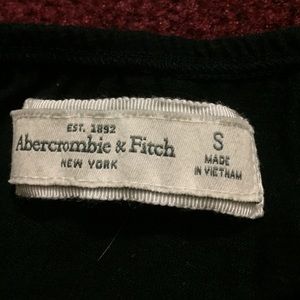 EST. 1892
Abercrombie & Fitch
NEW YORK
S
MADE
IN VIETNAM